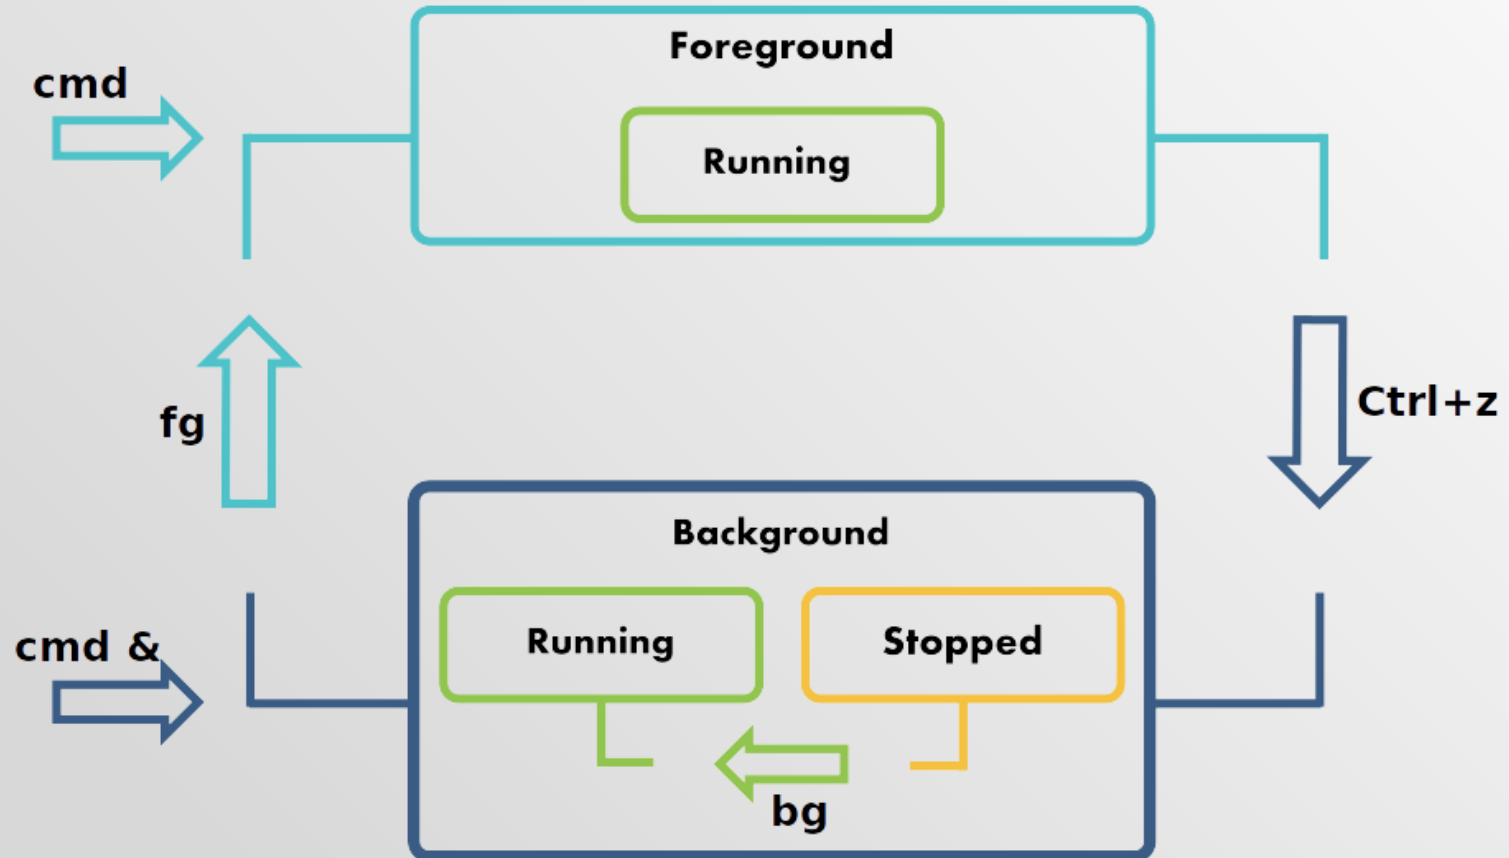 Foreground
cmd
Running
fg
Ctrl+z
Background
cmd &
Running
Stopped
bg